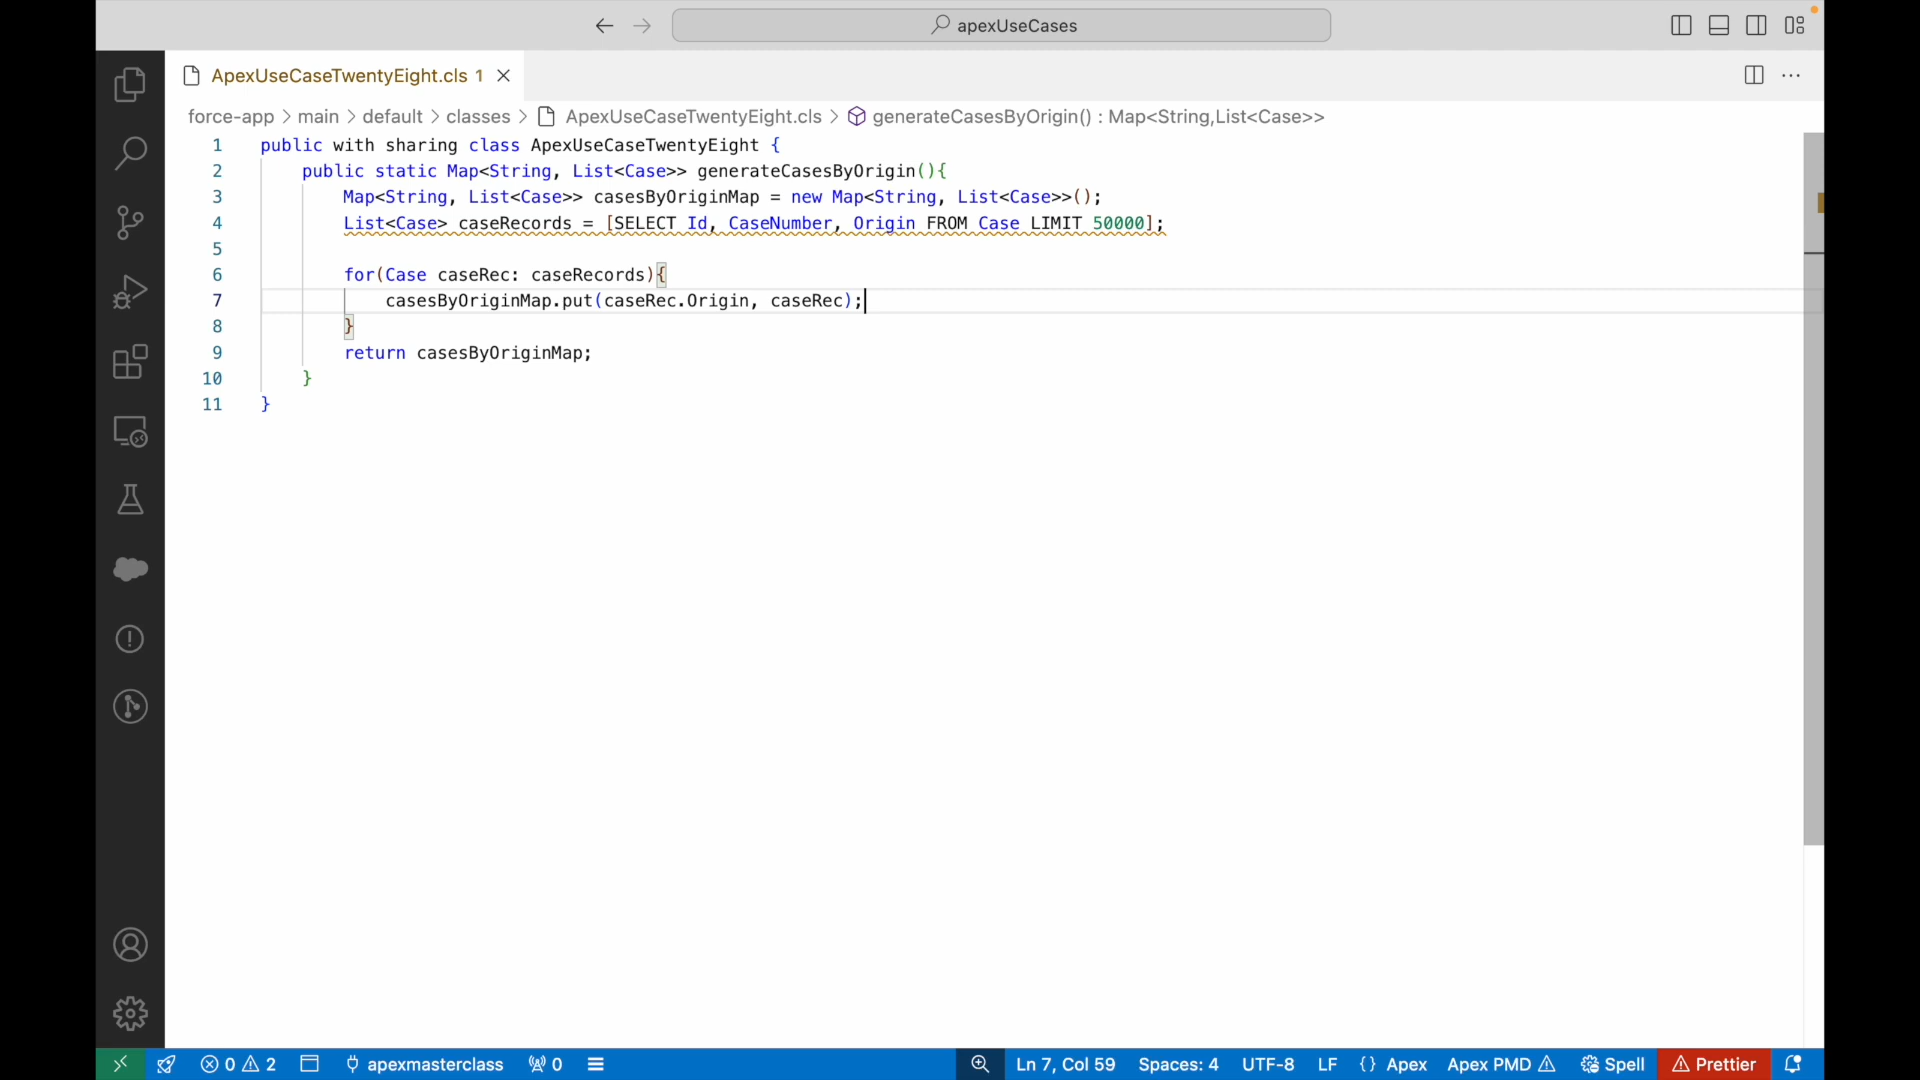 apexUseCases
ApexUseCaseTwentyEight.cls 1
force-app > main > default > classes > ApexUseCaseTwentyEight.cls > generateCasesByOrigin() : Map<String,List<Case>>
1 public with sharing class ApexUseCaseTwentyEight {
2 public static Map<String, List<Case>> generateCasesByOrigin(){
3 Map<String, List<Case>> casesByOriginMap = new Map<String, List<Case>>();
4 List<Case> caseRecords = [SELECT Id, CaseNumber, Origin FROM Case LIMIT 50000];
5
6 for(Case caseRec: caseRecords){
7 casesByOriginMap.put(caseRec.Origin, caseRec);
8 }
9 return casesByOriginMap;
10 }
11 }
0 2 apexmasterclass 0 Ln 7, Col 59 Spaces: 4 UTF-8 LF {} Apex Apex PMD Spell Prettier